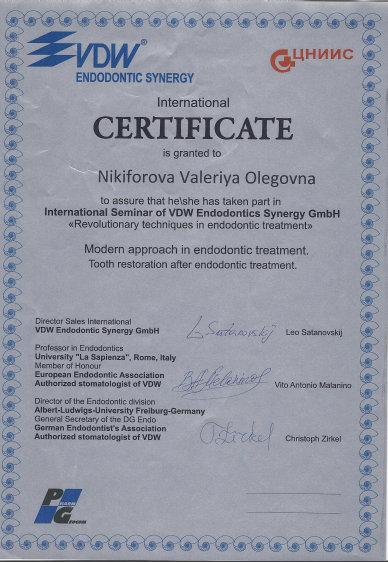 VDW®
ENDODONTIC SYNERGY
ЦНИИС
International
CERTIFICATE
is granted to
Nikiforova Valeriya Olegovna
to assure that he\she has taken part in
International Seminar of VDW Endodontics Synergy GmbH
«Revolutionary techniques in endodontic treatment»
Modern approach in endodontic treatment.
Tooth restoration after endodontic treatment.
Director Sales International
VDW Endodontic Synergy GmbH
L Satanovskij
Leo Satanovskij
Professor in Endodontics
University "La Sapienza", Rome, Italy
Member of Honour
European Endodontic Association
Authorized stomatologist of VDW
Vito Antonio Malanino
Director of the Endodontic division
Albert-Ludwigs-University Freiburg-Germany
General Secretary of the DG Endo
German Endodontist's Association
Authorized stomatologist of VDW
Zirkel
Christoph Zirkel
PHARM
GEOCOM